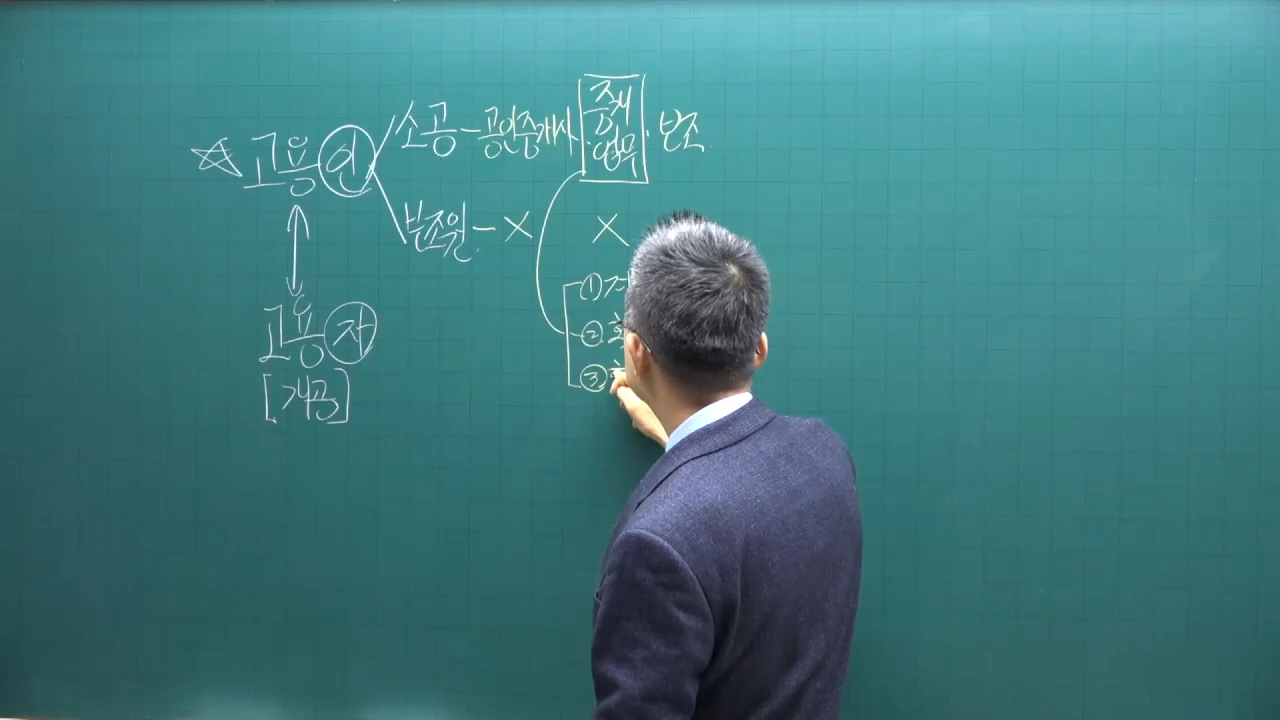 ☆ 고용인
소공 - 공인중개사 중개업무. 보조.
보조원 - X X
①
②
③
고용자
[개공]